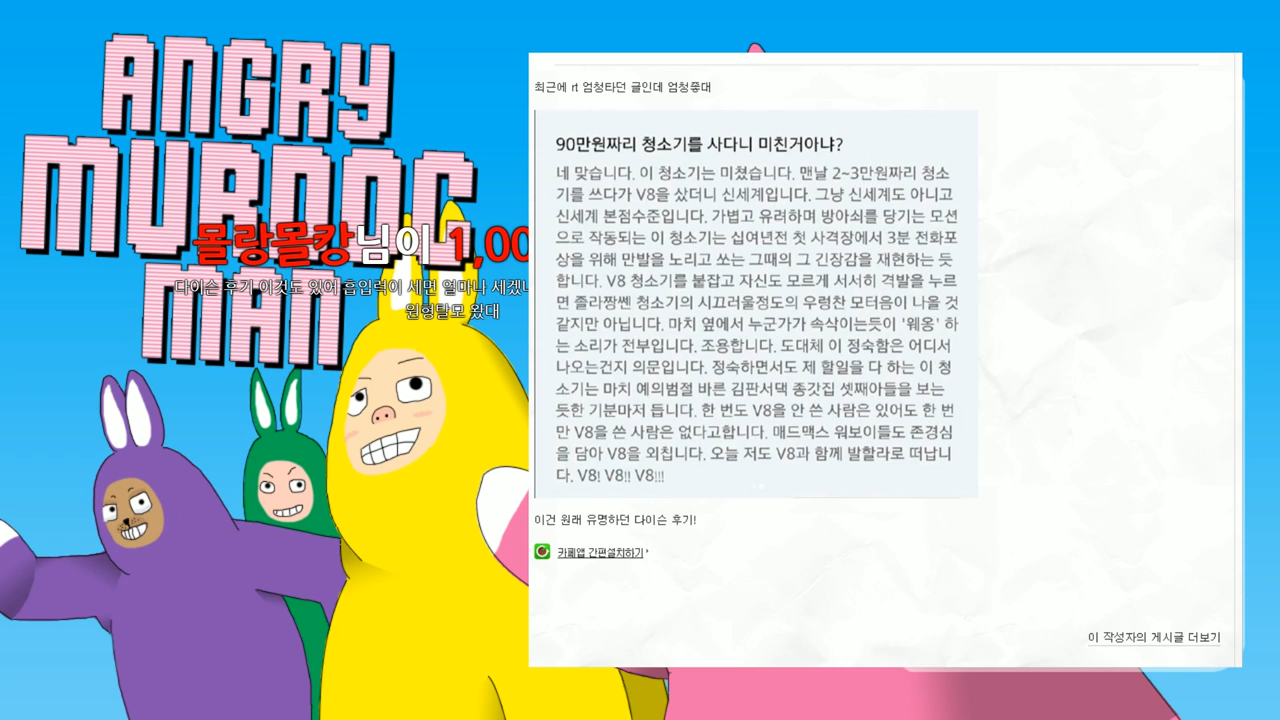 ANGRY
MURDOC
MAN
몰랑몰캉님이 1,00
다이슨 후기 이것도 있어 흡입력이 세면 얼마나 세겠냐
원형탈모 왔대
최근에 rt 엄청타던 글인데 엄청좋대
90만원짜리 청소기를 사다니 미친거아냐?
네 맞습니다. 이 청소기는 미쳤습니다. 맨날 2~3만원짜리 청소
기를 쓰다가 V8을 샀더니 신세계입니다. 그냥 신세계도 아니고
신세계 본점수준입니다. 가볍고 유려하며 방아쇠를 당기는 모션
으로 작동되는 이 청소기는 십여년전 첫 사격장에서 3분 전화포
상을 위해 만발을 노리고 쏘는 그때의 그 긴장감을 재현하는 듯
합니다. V8 청소기를 붙잡고 자신도 모르게 서서히 격발을 누르
면 졸라짱쎈 청소기의 시끄러울정도의 우렁찬 모터음이 나올 것
같지만 아닙니다. 마치 옆에서 누군가가 속삭이는듯이 '웨옹' 하
는 소리가 전부입니다. 조용합니다. 도대체 이 정숙함은 어디서
나오는건지 의문입니다. 정숙하면서도 제 할일을 다 하는 이 청
소기는 마치 예의범절 바른 김판서댁 종갓집 셋째아들을 보는
듯한 기분마저 듭니다. 한 번도 V8을 안 쓴 사람은 있어도 한 번
만 V8을 쓴 사람은 없다고합니다. 매드맥스 워보이들도 존경심
을 담아 V8을 외칩니다. 오늘 저도 V8과 함께 발할라로 떠납니
다. V8! V8!! V8!!!
이건 원래 유명하던 다이슨 후기!
카페앱 간편설치하기
이 작성자의 게시글 더보기